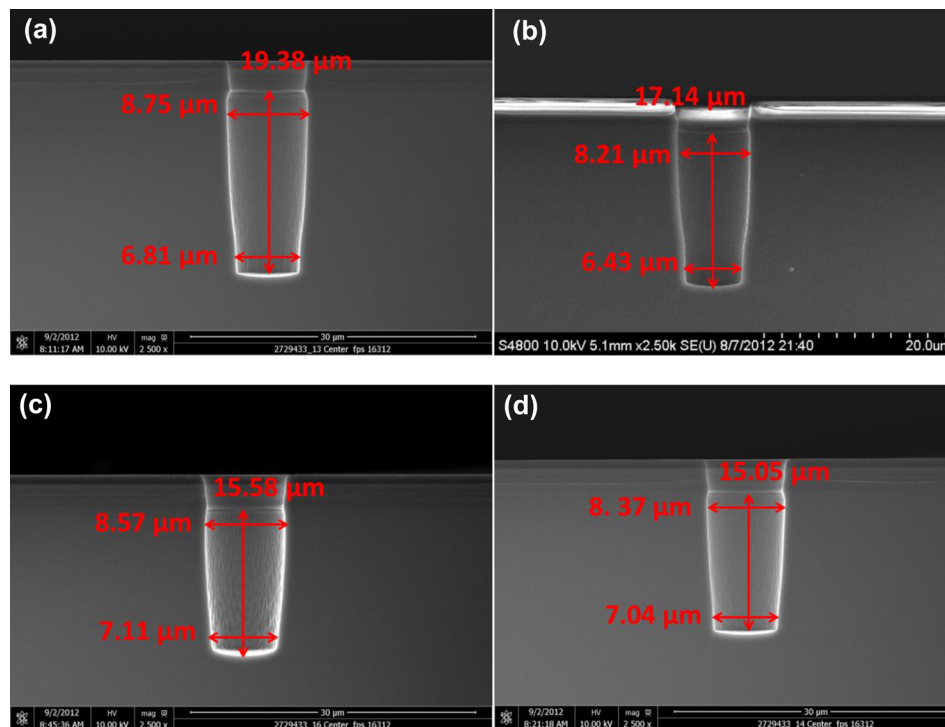 (a)
19.38 µm
8.75 µm
6.81 µm
9/2/2012 HV mag 30 µm
8:11:17 AM 10.00 kV 2 500 x 2729433_13 Center fps 16312
(b)
17.14 µm
8.21 µm
6.43 µm
S4800 10.0kV 5.1mm x2.50k SE(U) 8/7/2012 21:40 20.0um
(c)
15.58 µm
8.57 µm
7.11 µm
9/2/2012 HV mag 30 µm
8:45:36 AM 10.00 kV 2 500 x 2729433_16 Center fps 16312
(d)
15.05 µm
8. 37 µm
7.04 µm
9/2/2012 HV mag 30 µm
8:21:18 AM 10.00 kV 2 500 x 2729433_14 Center fps 16312